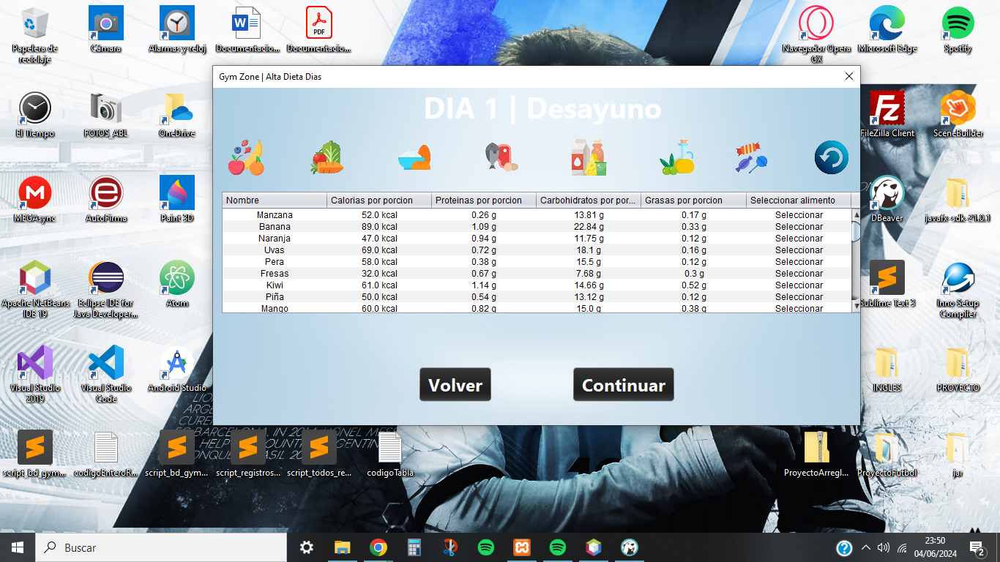 Papelera de
reciclaje
Cámara
Alarmas y reloj
Documentacio...
PDF
Documentacio...
Navegador Opera
GX
Microsoft Edge
Spotify
Gym Zone | Alta Dieta Dias
DIA 1 | Desayuno
El Tiempo
FOTOS_ABL
OneDrive
FileZilla Client
SceneBuilder
Nombre Calorias por porcion Proteinas por porcion Carbohidratos por por... Grasas por porcion Seleccionar alimento
Manzana 52.0 kcal 0.26 g 13.81 g 0.17 g Seleccionar
Banana 89.0 kcal 1.09 g 22.84 g 0.33 g Seleccionar
Naranja 47.0 kcal 0.94 g 11.75 g 0.12 g Seleccionar
Uvas 69.0 kcal 0.72 g 18.1 g 0.16 g Seleccionar
Pera 58.0 kcal 0.38 g 15.5 g 0.12 g Seleccionar
Fresas 32.0 kcal 0.67 g 7.68 g 0.3 g Seleccionar
Kiwi 61.0 kcal 1.14 g 14.66 g 0.52 g Seleccionar
Piña 50.0 kcal 0.54 g 13.12 g 0.12 g Seleccionar
Mango 60.0 kcal 0.82 g 15.0 g 0.38 g Seleccionar
Volver
Continuar
MEGAsync
AutoFirma
Paint 3D
DBeaver
javafx-sdk-21.0.1
Apache NetBeans
IDE 19
Eclipse IDE for
Java Developer...
Atom
Sublime Text 3
Inno Setup
Compiler
Visual Studio
2019
Visual Studio
Code
Android Studio
INGLES
PROYECTO
script_bd_gym...
codigoEnteroR...
script_bd_gym...
script_registros...
script_todos_re...
codigoTabla
ProyectoArregl...
ProyectoFutbol
jar
Buscar
23:50
04/06/2024
2